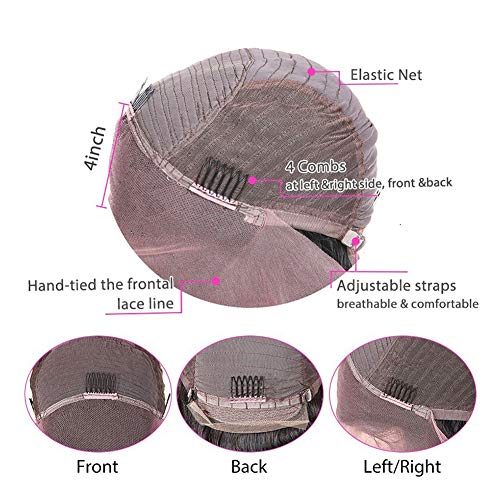 Elastic Net
4inch
4 Combs
at left &right side, front &back
Hand-tied the frontal
lace line
Adjustable straps
breathable & comfortable
Front
Back
Left/Right